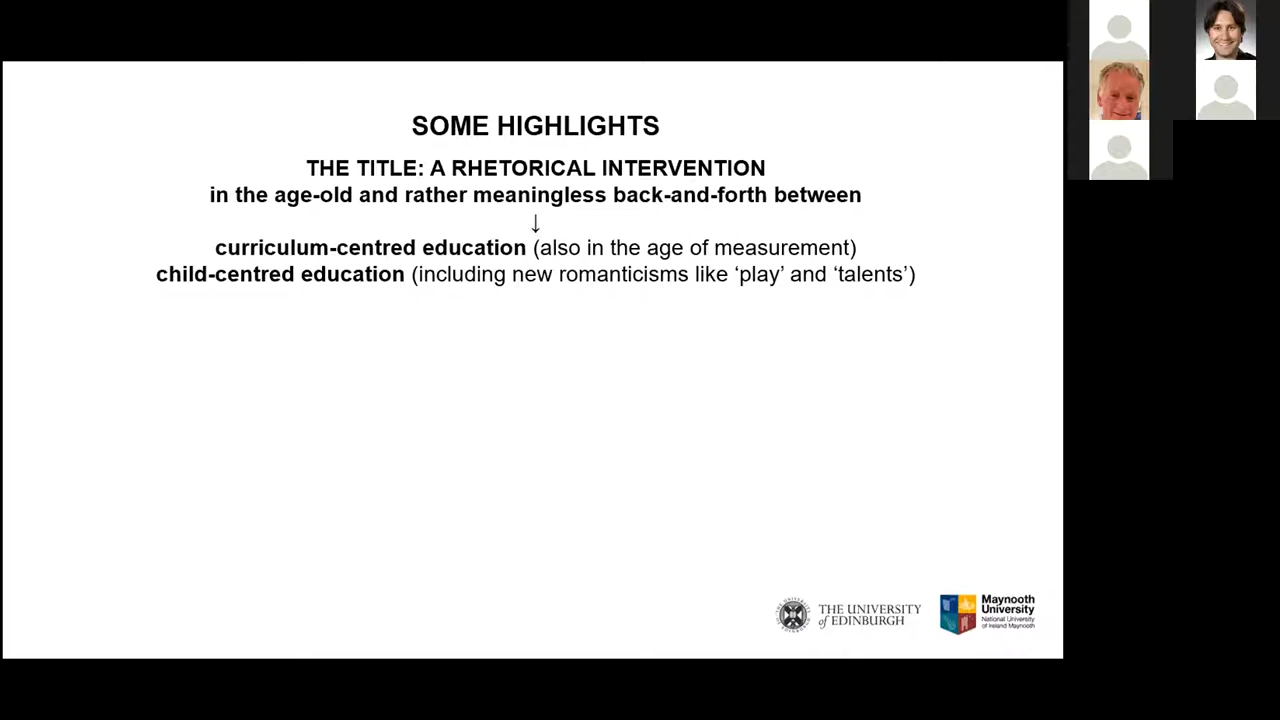 SOME HIGHLIGHTS
THE TITLE: A RHETORICAL INTERVENTION
in the age-old and rather meaningless back-and-forth between
↓
curriculum-centred education (also in the age of measurement)
child-centred education (including new romanticisms like ‘play’ and ‘talents’)
THE UNIVERSITY
of EDINBURGH
Maynooth
University
National University
of Ireland Maynooth